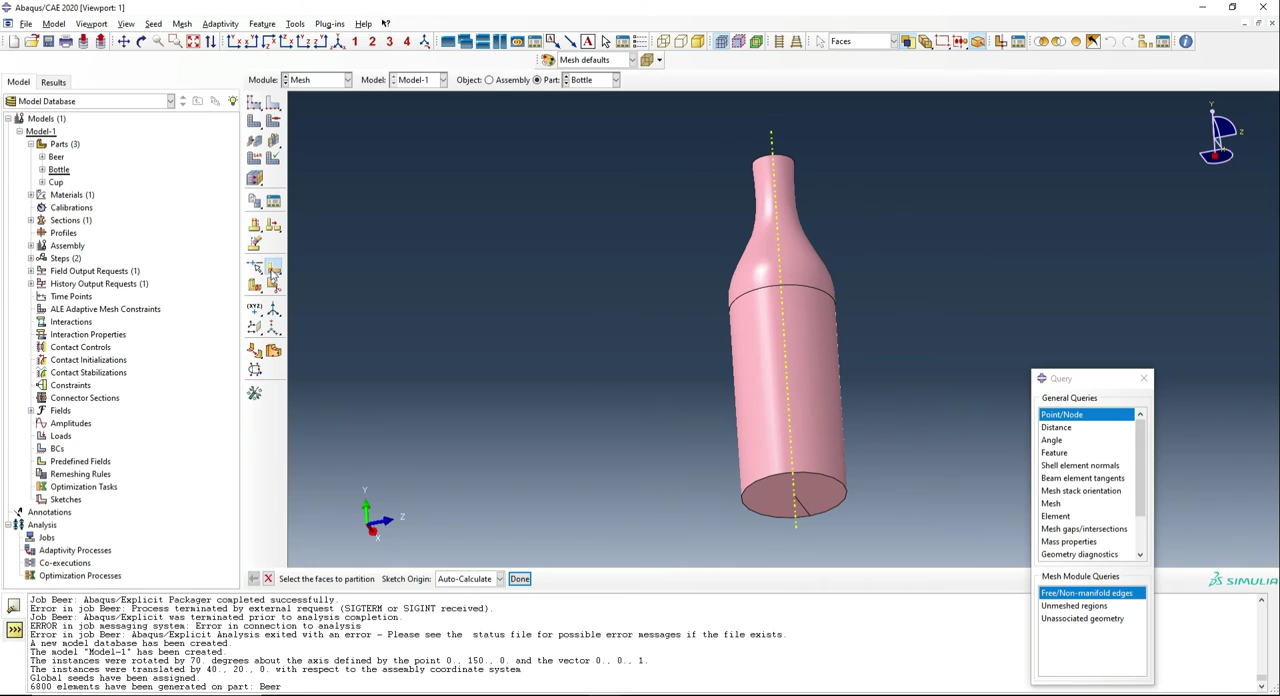 Abaqus/CAE 2020 [Viewport: 1]
File Model Viewport View Seed Mesh Adaptivity Feature Tools Plug-ins Help
1 2 3 4 Faces
Mesh defaults
Model Results Module: Mesh Model: Model-1 Object: Assembly Part: Bottle
Model Database
Models (1)
Model-1
Parts (3)
Beer
Bottle
Cup
Materials (1)
Calibrations
Sections (1)
Profiles
Assembly
Steps (2)
Field Output Requests (1)
History Output Requests (1)
Time Points
ALE Adaptive Mesh Constraints
Interactions
Interaction Properties
Contact Controls
Contact Initializations
Contact Stabilizations
Constraints
Connector Sections
Fields
Amplitudes
Loads
BCs
Predefined Fields
Remeshing Rules
Optimization Tasks
Sketches
Annotations
Analysis
Jobs
Adaptivity Processes
Co-executions
Optimization Processes
(XYZ)
Y
Z
X
Y
Z
X
Query
General Queries
Point/Node
Distance
Angle
Feature
Shell element normals
Beam element tangents
Mesh stack orientation
Mesh
Element
Mesh gaps/intersections
Mass properties
Geometry diagnostics
Mesh Module Queries
Free/Non-manifold edges
Unmeshed regions
Unassociated geometry
Select the faces to partition Sketch Origin: Auto-Calculate Done
SIMULIA
Job Beer: Abaqus/Explicit Packager completed successfully.
Error in job Beer: Process terminated by external request (SIGTERM or SIGINT received).
Job Beer: Abaqus/Explicit was terminated prior to analysis completion.
ERROR in job messaging system: Error in connection to analysis
Error in job Beer: Abaqus/Explicit Analysis exited with an error - Please see the status file for possible error messages if the file exists.
A new model database has been created.
The model "Model-1" has been created.
The instances were rotated by 70. degrees about the axis defined by the point 0., 150., 0. and the vector 0., 0., 1.
The instances were translated by 40., 20., 0. with respect to the assembly coordinate system
Global seeds have been assigned.
6800 elements have been generated on part: Beer